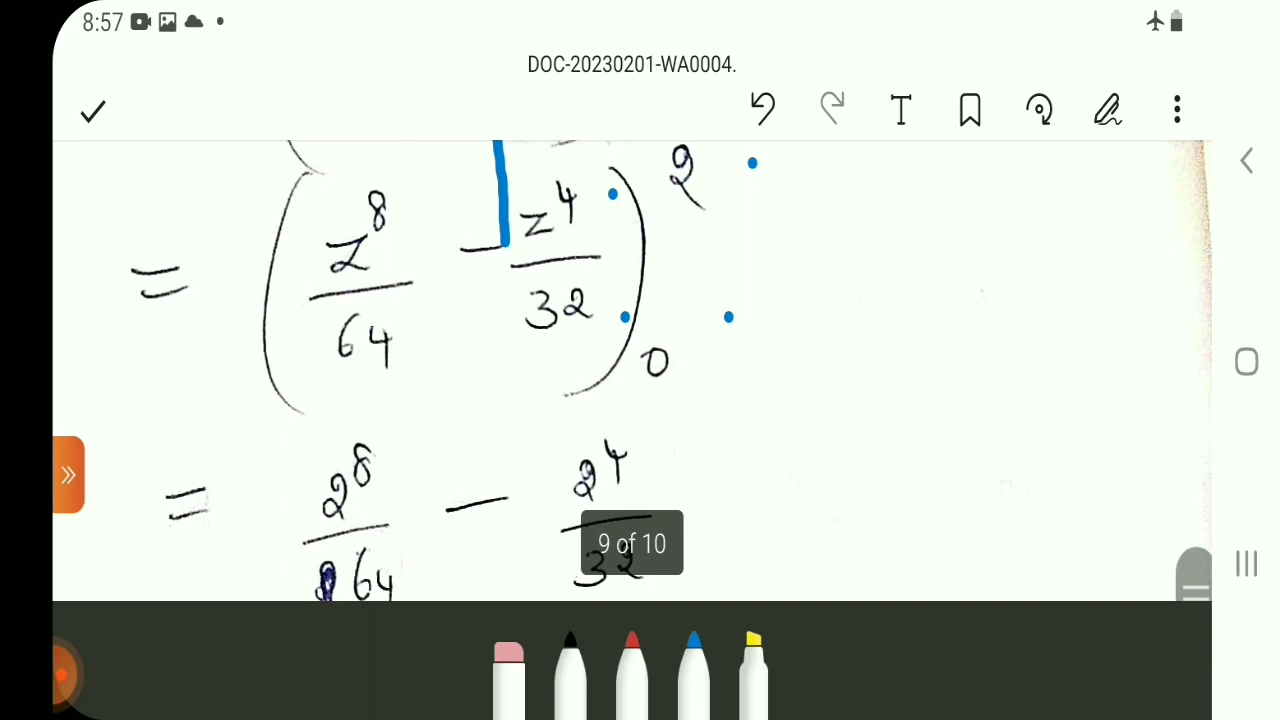 8:57
DOC-20230201-WA0004.
T
= ( z^8/64 - z^4/32 )_0^2
= 2^8/64 - 2^4/32
9 of 10